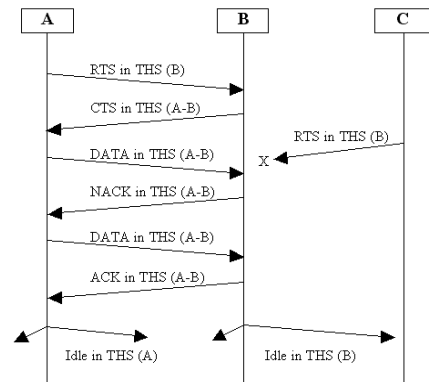 A B C
RTS in THS (B)
CTS in THS (A-B)
RTS in THS (B)
DATA in THS (A-B)
X
NACK in THS (A-B)
DATA in THS (A-B)
ACK in THS (A-B)
Idle in THS (A)
Idle in THS (B)